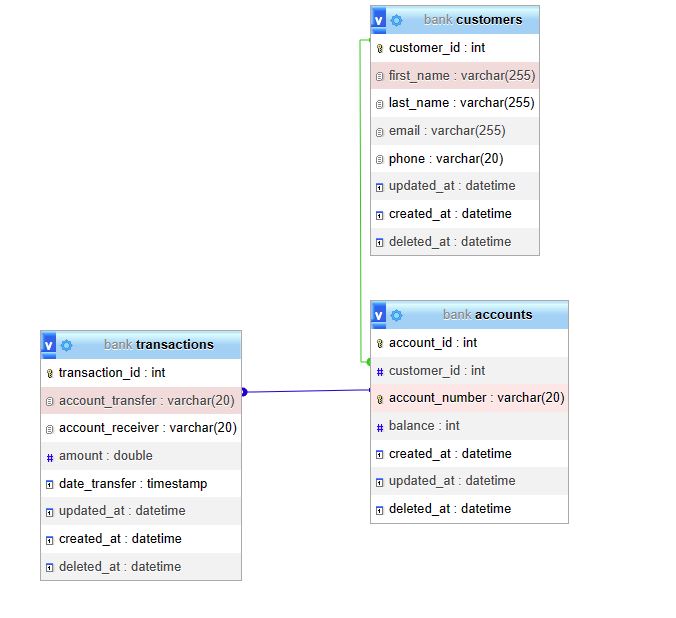 v bank customers
customer_id : int
first_name : varchar(255)
last_name : varchar(255)
email : varchar(255)
phone : varchar(20)
updated_at : datetime
created_at : datetime
deleted_at : datetime
v bank accounts
account_id : int
# customer_id : int
account_number : varchar(20)
# balance : int
created_at : datetime
updated_at : datetime
deleted_at : datetime
v bank transactions
transaction_id : int
account_transfer : varchar(20)
account_receiver : varchar(20)
# amount : double
date_transfer : timestamp
updated_at : datetime
created_at : datetime
deleted_at : datetime